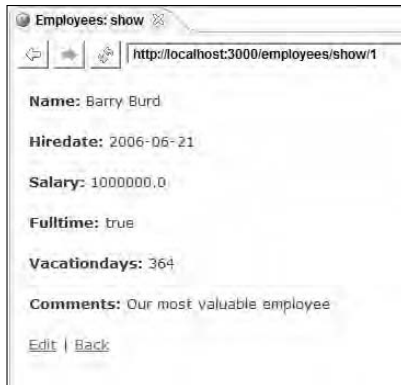 Employees: show
http://localhost:3000/employees/show/1
Name: Barry Burd
Hiredate: 2006-06-21
Salary: 1000000.0
Fulltime: true
Vacationdays: 364
Comments: Our most valuable employee
Edit | Back